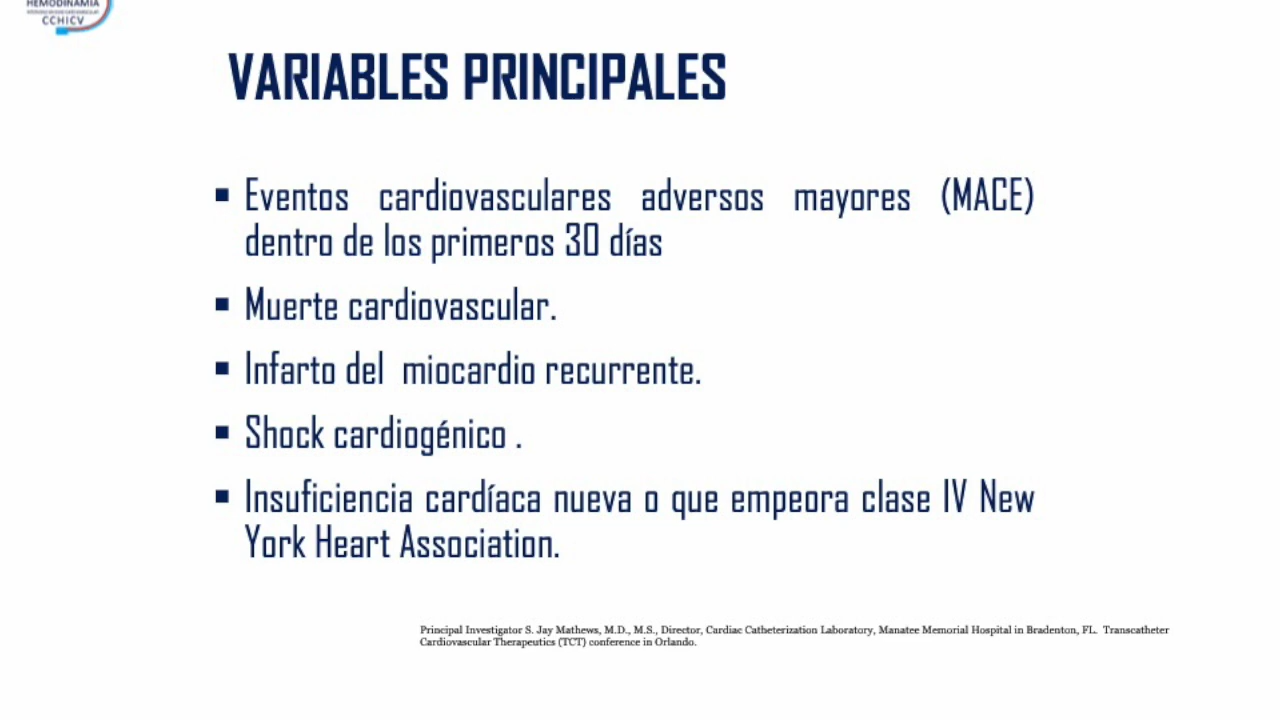 HEMODINAMIA
CCHICV
VARIABLES PRINCIPALES
▪ Eventos cardiovasculares adversos mayores (MACE)
dentro de los primeros 30 días
▪ Muerte cardiovascular.
▪ Infarto del miocardio recurrente.
▪ Shock cardiogénico .
▪ Insuficiencia cardíaca nueva o que empeora clase IV New
York Heart Association.
Principal Investigator S. Jay Mathews, M.D., M.S., Director, Cardiac Catheterization Laboratory, Manatee Memorial Hospital in Bradenton, FL. Transcatheter
Cardiovascular Therapeutics (TCT) conference in Orlando.